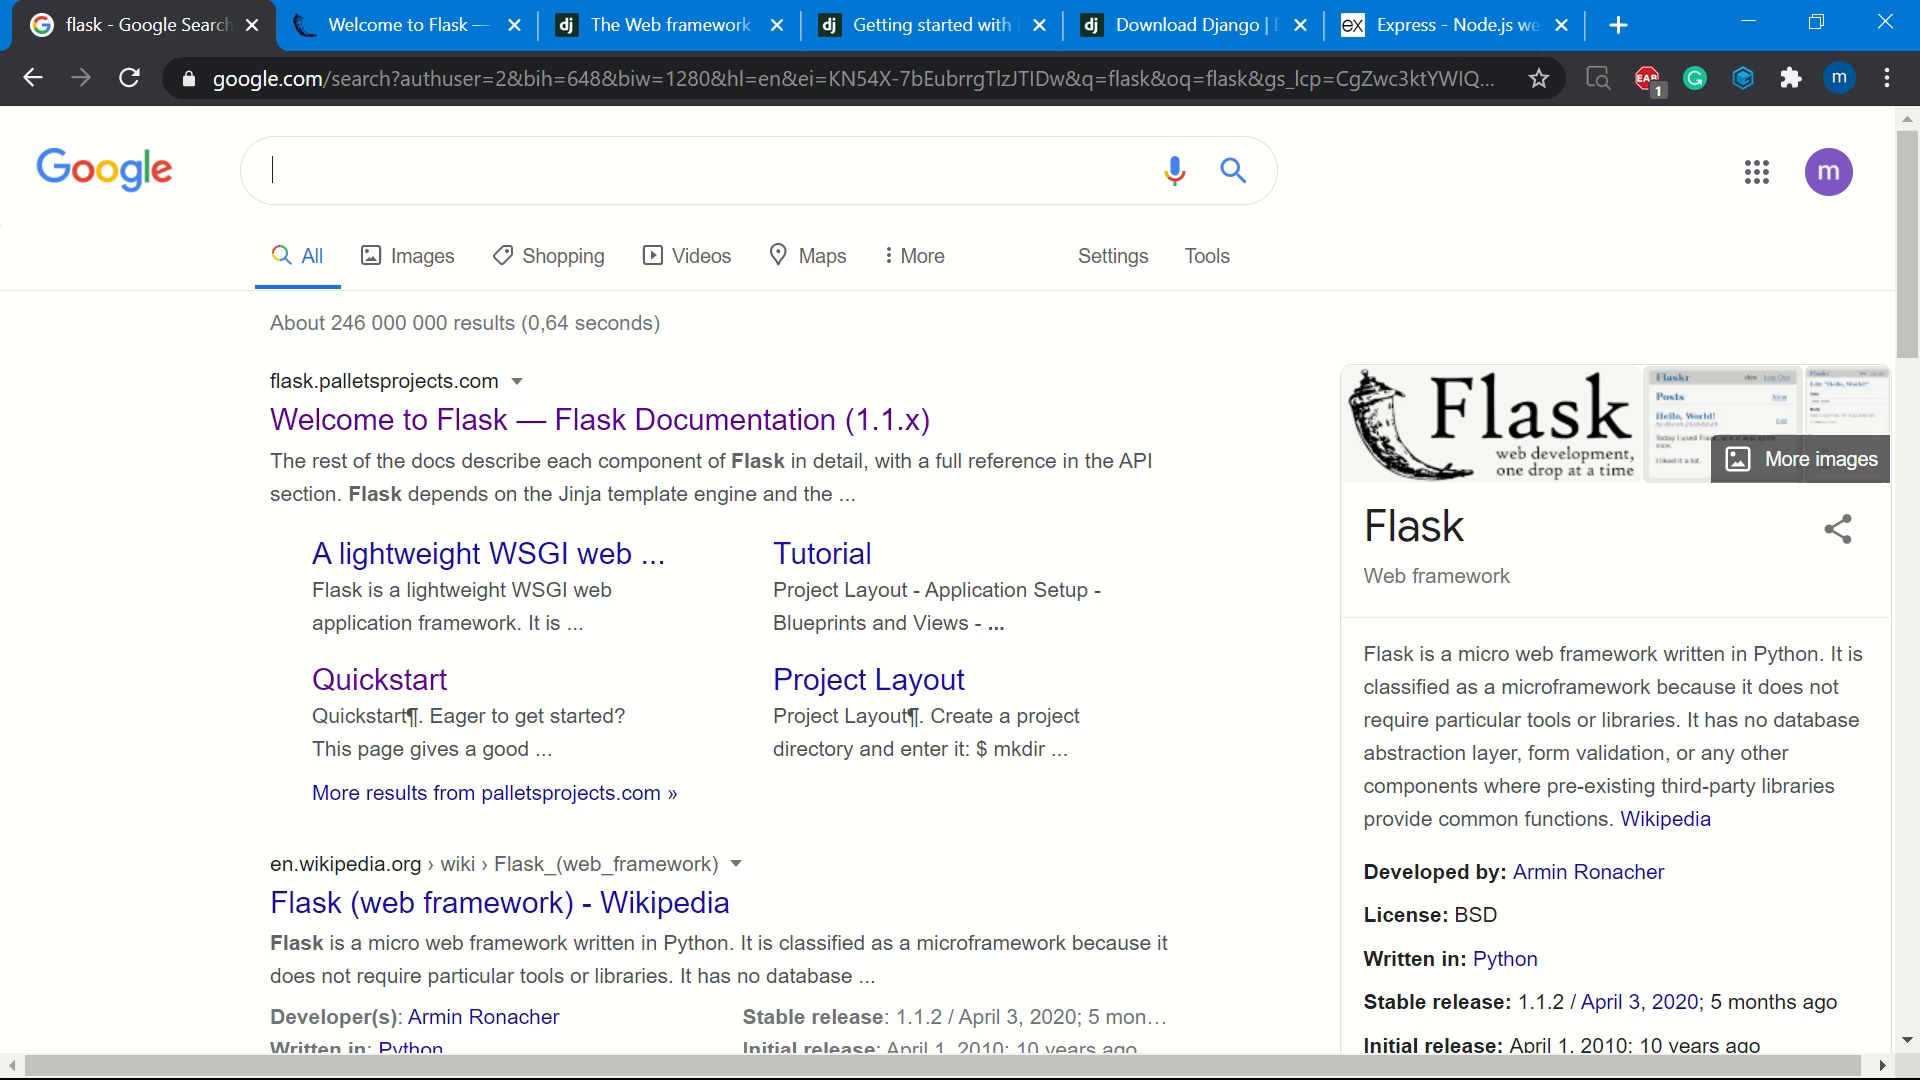 flask - Google Search
Welcome to Flask —
The Web framework
Getting started with
Download Django |
Express - Node.js we
google.com/search?authuser=2&bih=648&biw=1280&hl=en&ei=KN54X-7bEubrrgTlzJTIDw&q=flask&oq=flask&gs_lcp=CgZwc3ktYWIQ...
1
m
Google
m
All
Images
Shopping
Videos
Maps
More
Settings
Tools
About 246 000 000 results (0,64 seconds)
flask.palletsprojects.com
Welcome to Flask — Flask Documentation (1.1.x)
The rest of the docs describe each component of Flask in detail, with a full reference in the API
section. Flask depends on the Jinja template engine and the ...
A lightweight WSGI web ...
Flask is a lightweight WSGI web
application framework. It is ...
Tutorial
Project Layout - Application Setup -
Blueprints and Views - ...
Quickstart
Quickstart¶. Eager to get started?
This page gives a good ...
Project Layout
Project Layout¶. Create a project
directory and enter it: $ mkdir ...
More results from palletsprojects.com »
en.wikipedia.org › wiki › Flask_(web_framework)
Flask (web framework) - Wikipedia
Flask is a micro web framework written in Python. It is classified as a microframework because it
does not require particular tools or libraries. It has no database ...
Developer(s): Armin Ronacher
Stable release: 1.1.2 / April 3, 2020; 5 mon...
Written in: Python
Initial release: April 1, 2010; 10 years ago
Flask
web development,
one drop at a time
Flaskr
dev
Log Out
Posts
New
Hello, World!
Edit
More images
Flask
Web framework
Flask is a micro web framework written in Python. It is
classified as a microframework because it does not
require particular tools or libraries. It has no database
abstraction layer, form validation, or any other
components where pre-existing third-party libraries
provide common functions. Wikipedia
Developed by: Armin Ronacher
License: BSD
Written in: Python
Stable release: 1.1.2 / April 3, 2020; 5 months ago
Initial release: April 1, 2010; 10 years ago